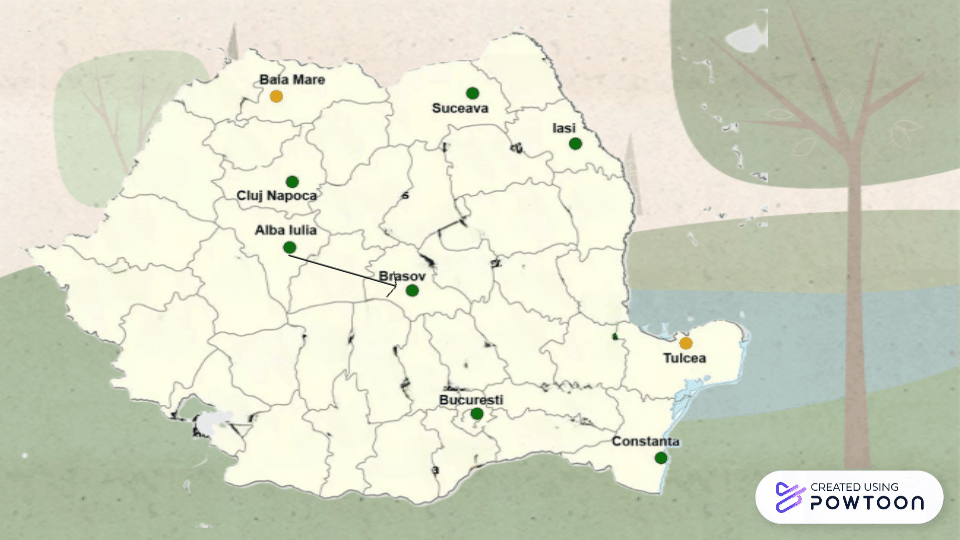 Baia Mare
Suceava
Iasi
Cluj Napoca
Alba Iulia
Brasov
Tulcea
Bucuresti
Constanta
CREATED USING
POWTOON